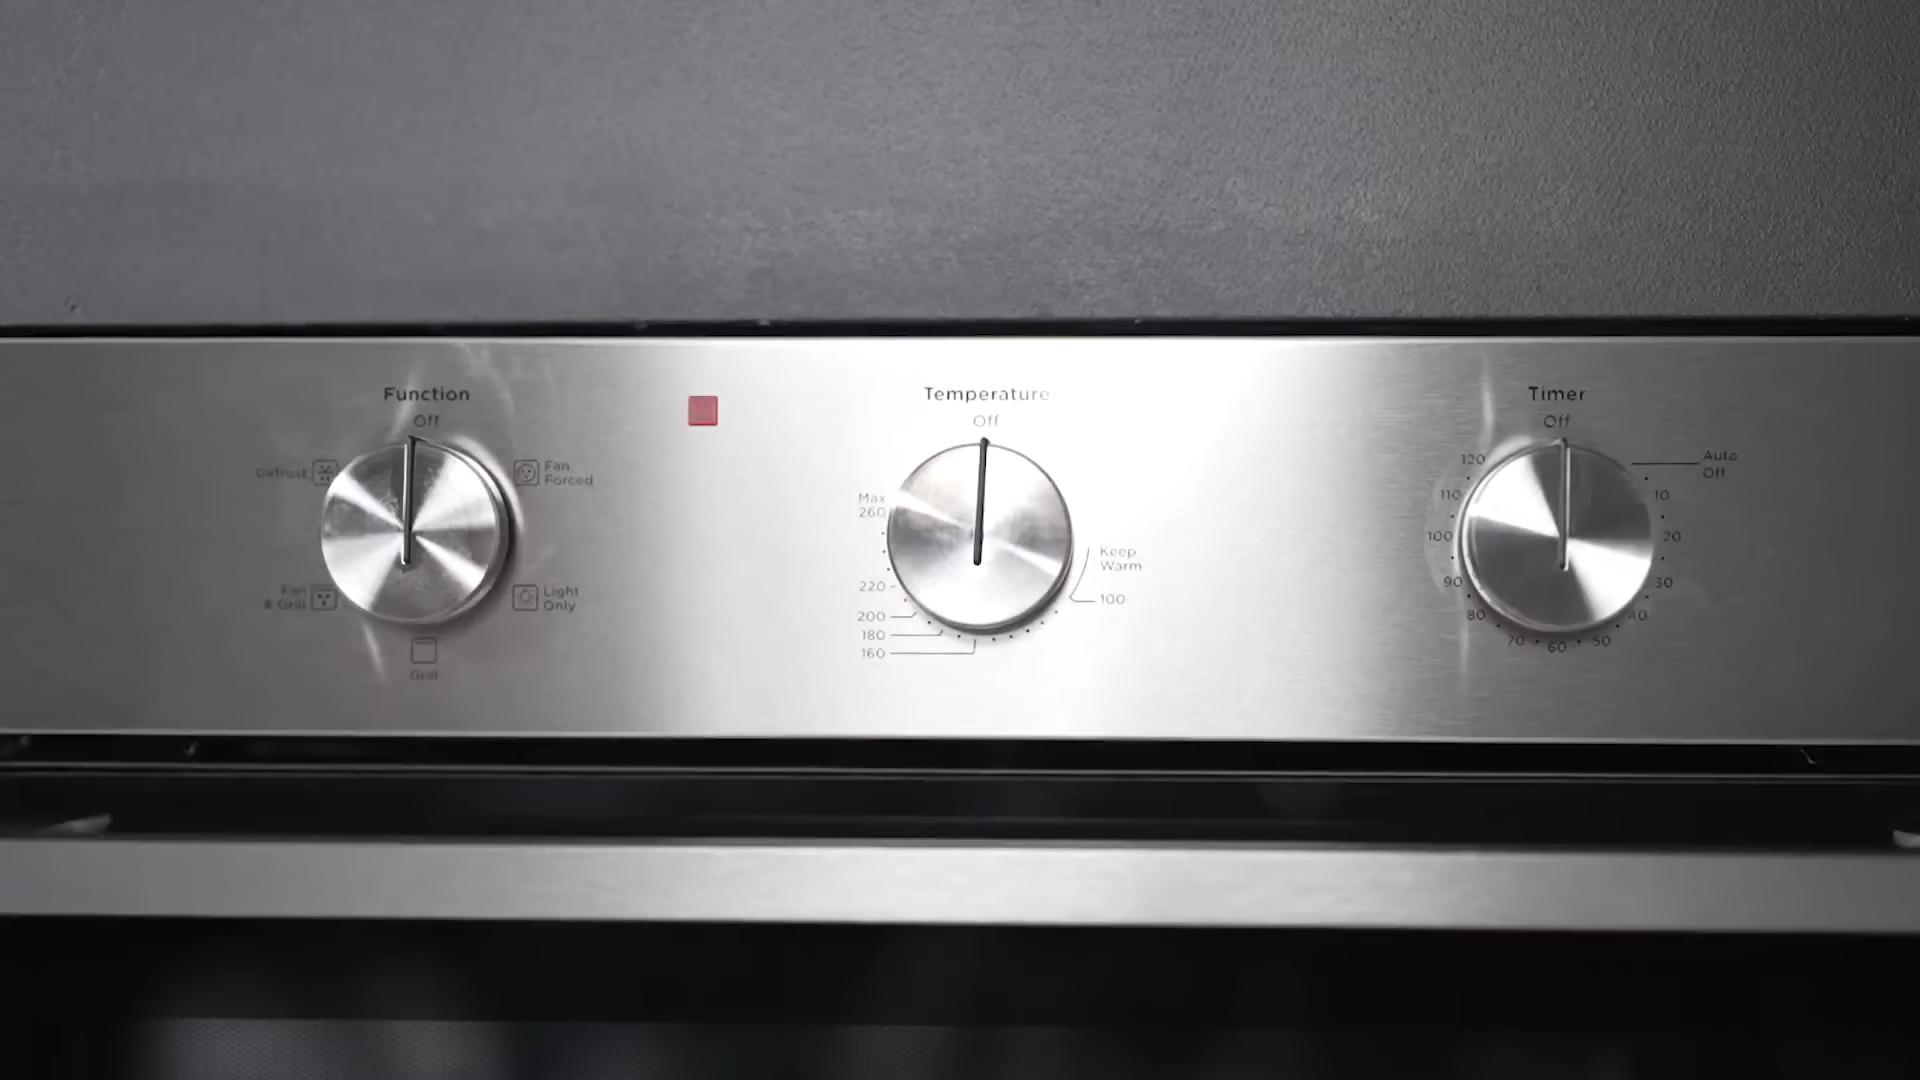 Function
Off
Defrost
Fan
Forced
Fan
& Grill
Light
Only
Grill
Temperature
Off
Max
260
220
200
180
160
Keep
Warm
100
Timer
Off
Auto
Off
10
20
30
40
50
60
70
80
90
100
110
120